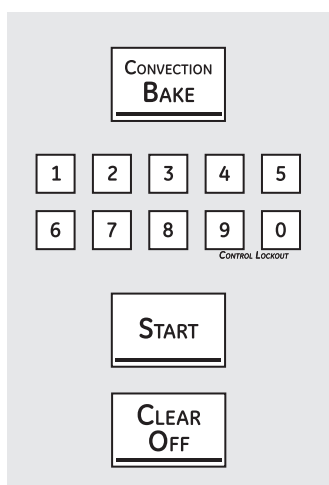 CONVECTION
BAKE
1 2 3 4 5
6 7 8 9 0
CONTROL LOCKOUT
START
CLEAR
OFF